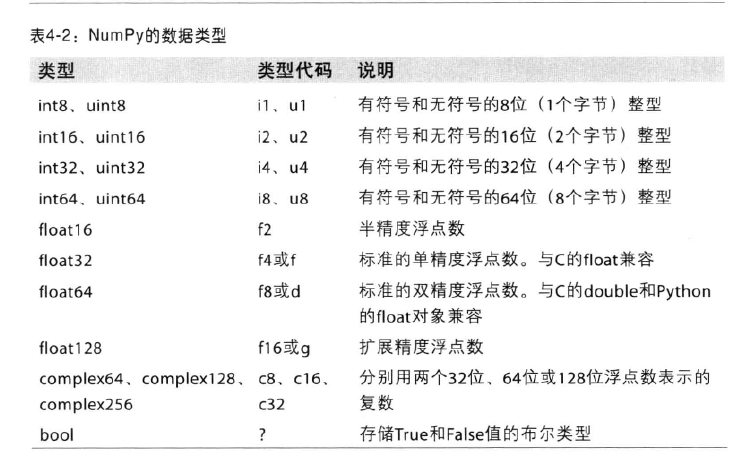 表4-2：NumPy的数据类型
类型 类型代码 说明
int8、uint8 i1、u1 有符号和无符号的8位（1个字节）整型
int16、uint16 i2、u2 有符号和无符号的16位（2个字节）整型
int32、uint32 i4、u4 有符号和无符号的32位（4个字节）整型
int64、uint64 i8、u8 有符号和无符号的64位（8个字节）整型
float16 f2 半精度浮点数
float32 f4或f 标准的单精度浮点数。与C的float兼容
float64 f8或d 标准的双精度浮点数。与C的double和Python
的float对象兼容
float128 f16或g 扩展精度浮点数
complex64、complex128、 c8、c16、 分别用两个32位、64位或128位浮点数表示的
complex256 c32 复数
bool ? 存储True和False值的布尔类型